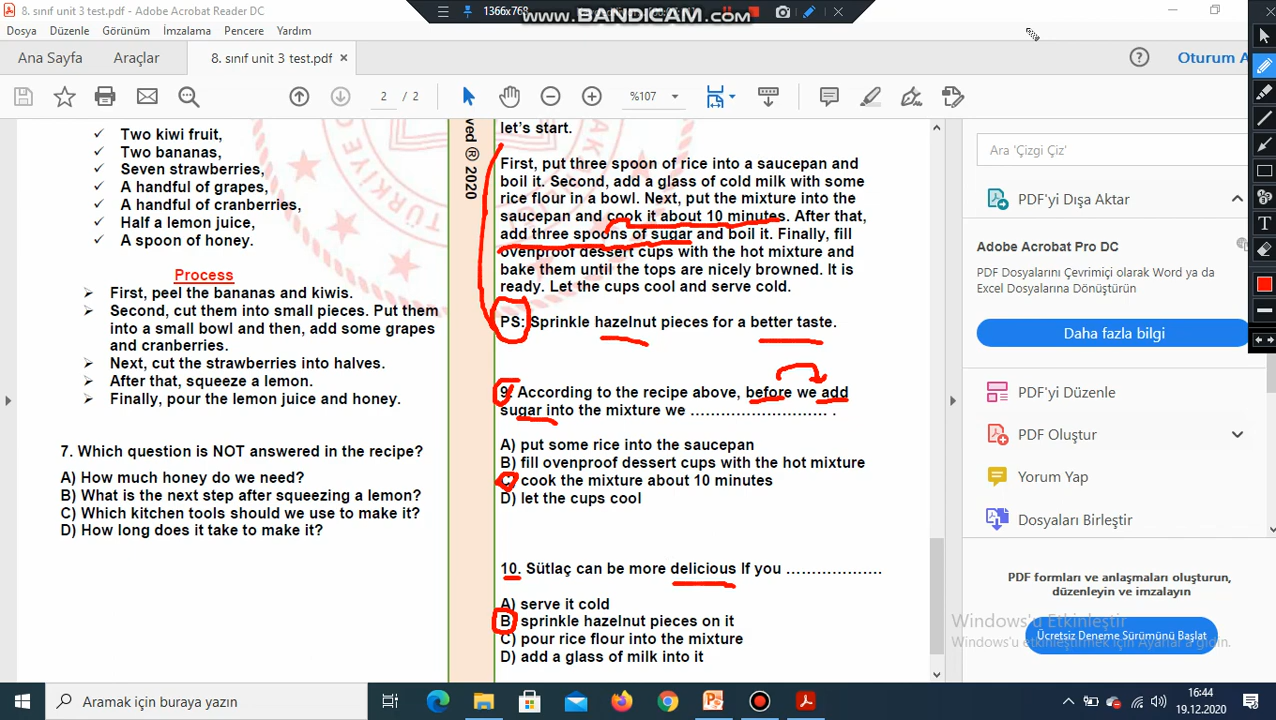 8. sınıf unit 3 test.pdf - Adobe Acrobat Reader DC
1366x768
www.BANDICAM.com
Dosya Düzenle Görünüm İmzalama Pencere Yardım
Ana Sayfa Araçlar 8. sınıf unit 3 test.pdf Oturum A
2 / 2 %107
✓ Two kiwi fruit,
✓ Two bananas,
✓ Seven strawberries,
✓ A handful of grapes,
✓ A handful of cranberries,
✓ Half a lemon juice,
✓ A spoon of honey.
Process
➢ First, peel the bananas and kiwis.
➢ Second, cut them into small pieces. Put them
into a small bowl and then, add some grapes
and cranberries.
➢ Next, cut the strawberries into halves.
➢ After that, squeeze a lemon.
➢ Finally, pour the lemon juice and honey.
7. Which question is NOT answered in the recipe?
A) How much honey do we need?
B) What is the next step after squeezing a lemon?
C) Which kitchen tools should we use to make it?
D) How long does it take to make it?
ved ® 2020
TÜRKİYE
let's start.
First, put three spoon of rice into a saucepan and
boil it. Second, add a glass of cold milk with some
rice flour in a bowl. Next, put the mixture into the
saucepan and cook it about 10 minutes. After that,
add three spoons of sugar and boil it. Finally, fill
ovenproof dessert cups with the hot mixture and
bake them until the tops are nicely browned. It is
ready. Let the cups cool and serve cold.
PS: Sprinkle hazelnut pieces for a better taste.
9. According to the recipe above, before we add
sugar into the mixture we ……………………… .
A) put some rice into the saucepan
B) fill ovenproof dessert cups with the hot mixture
C) cook the mixture about 10 minutes
D) let the cups cool
10. Sütlaç can be more delicious If you ……………….
A) serve it cold
B) sprinkle hazelnut pieces on it
C) pour rice flour into the mixture
D) add a glass of milk into it
Ara 'Çizgi Çiz'
PDF'yi Dışa Aktar
Adobe Acrobat Pro DC
PDF Dosyalarını Çevrimiçi olarak Word ya da
Excel Dosyalarına Dönüştürün
Daha fazla bilgi
PDF'yi Düzenle
PDF Oluştur
Yorum Yap
Dosyaları Birleştir
PDF formları ve anlaşmaları oluşturun,
düzenleyin ve imzalayın
Windows'u Etkinleştir
Windows'u etkinleştirmek için Ayarlar'a gidin.
Ücretsiz Deneme Sürümünü Başlat
Aramak için buraya yazın
16:44
19.12.2020